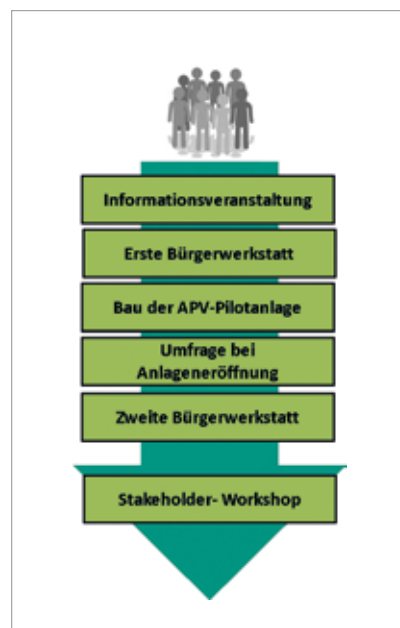 Informationsveranstaltung
Erste Bürgerwerkstatt
Bau der APV-Pilotanlage
Umfrage bei
Anlageneröffnung
Zweite Bürgerwerkstatt
Stakeholder- Workshop